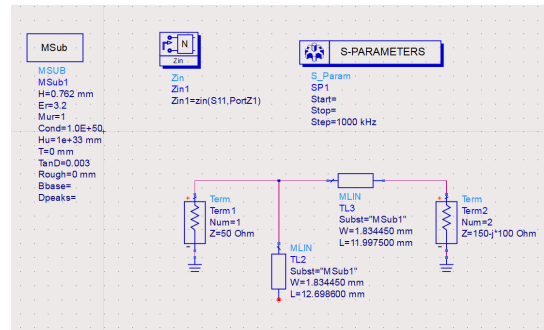 MSub
MSUB
MSub1
H=0.762 mm
Er=3.2
Mur=1
Cond=1.0E+50
Hu=1e+33 mm
T=0 mm
TanD=0.003
Rough=0 mm
Bbase=
Dpeaks=
N
Zin
Zin
Zin1
Zin1=zin(S11,PortZ1)
S-PARAMETERS
S_Param
SP1
Start=
Stop=
Step=1000 kHz
Term
Term1
Num=1
Z=50 Ohm
MLIN
TL2
Subst="MSub1"
W=1.834450 mm
L=12.698600 mm
MLIN
TL3
Subst="MSub1"
W=1.834450 mm
L=11.997500 mm
Term
Term2
Num=2
Z=150-j*100 Ohm